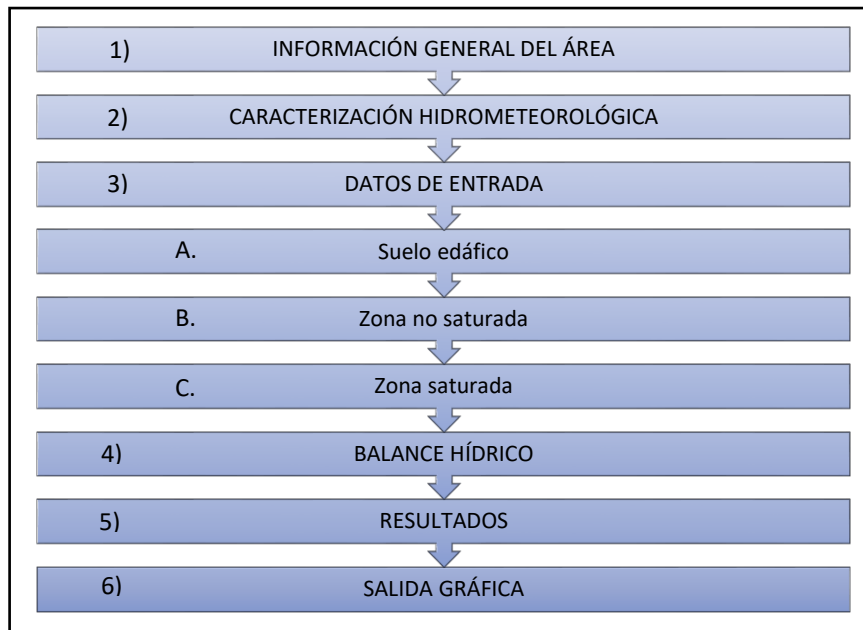 1) INFORMACIÓN GENERAL DEL ÁREA
2) CARACTERIZACIÓN HIDROMETEOROLÓGICA
3) DATOS DE ENTRADA
A. Suelo edáfico
B. Zona no saturada
C. Zona saturada
4) BALANCE HÍDRICO
5) RESULTADOS
6) SALIDA GRÁFICA